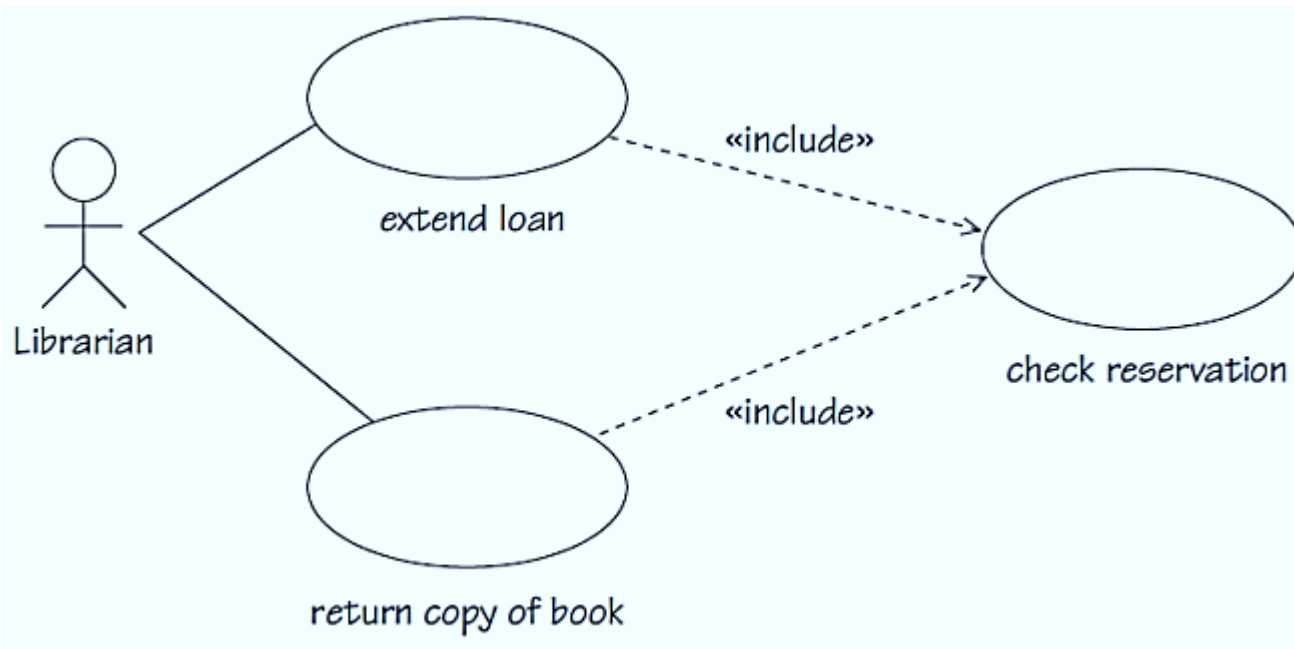 «include»
extend loan
Librarian
check reservation
«include»
return copy of book